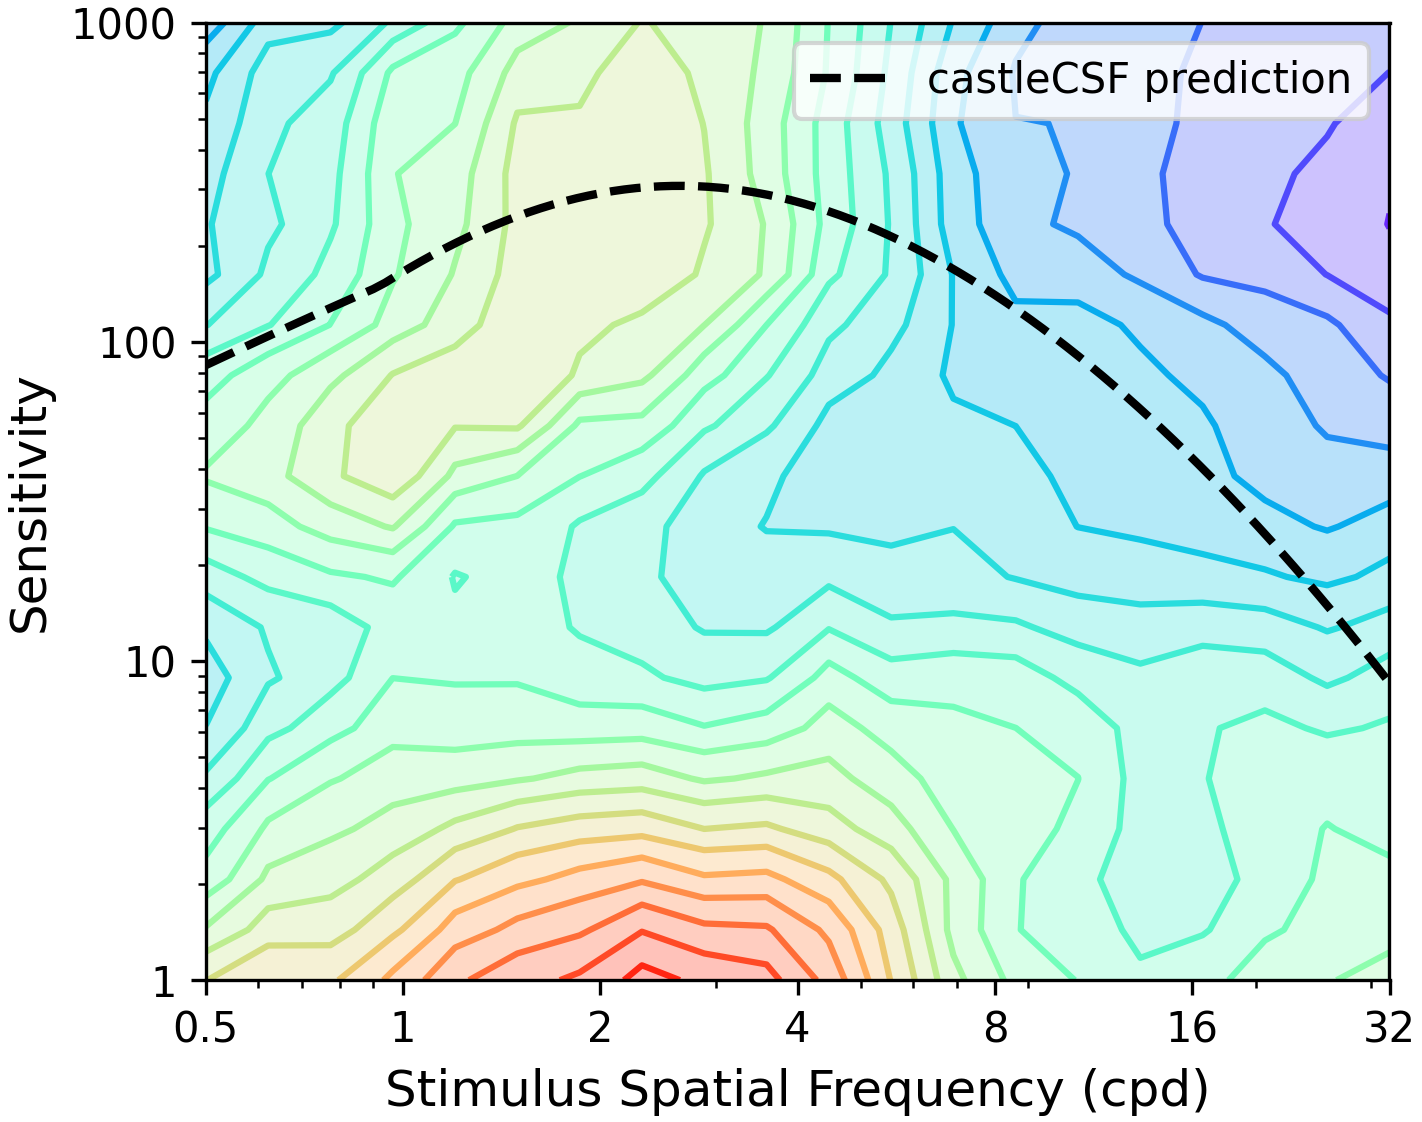 1000
castleCSF prediction
100
Sensitivity
10
1
0.5 1 2 4 8 16 32
Stimulus Spatial Frequency (cpd)